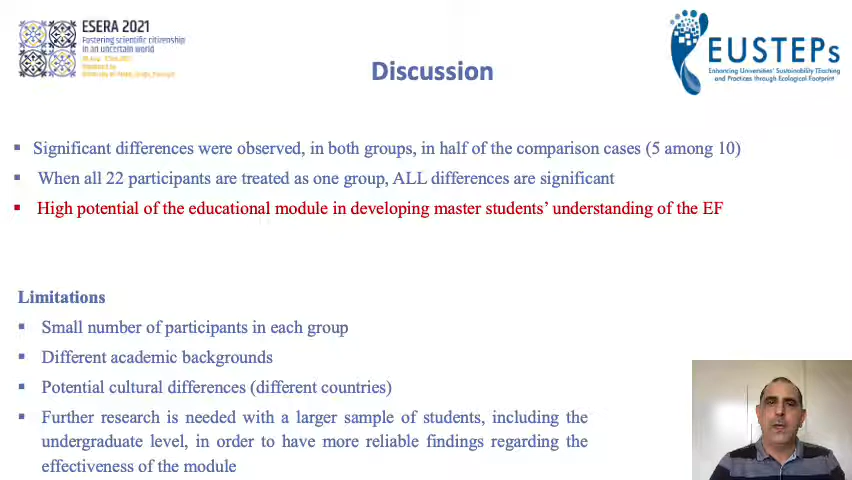 ESERA 2021
Fostering scientific citizenship
in an uncertain world
EUSTEPs
Enhancing Universities' Sustainability TEaching
and Practices through Ecological Footprint
Discussion
▪ Significant differences were observed, in both groups, in half of the comparison cases (5 among 10)
▪ When all 22 participants are treated as one group, ALL differences are significant
▪ High potential of the educational module in developing master students' understanding of the EF
Limitations
▪ Small number of participants in each group
▪ Different academic backgrounds
▪ Potential cultural differences (different countries)
▪ Further research is needed with a larger sample of students, including the
undergraduate level, in order to have more reliable findings regarding the
effectiveness of the module